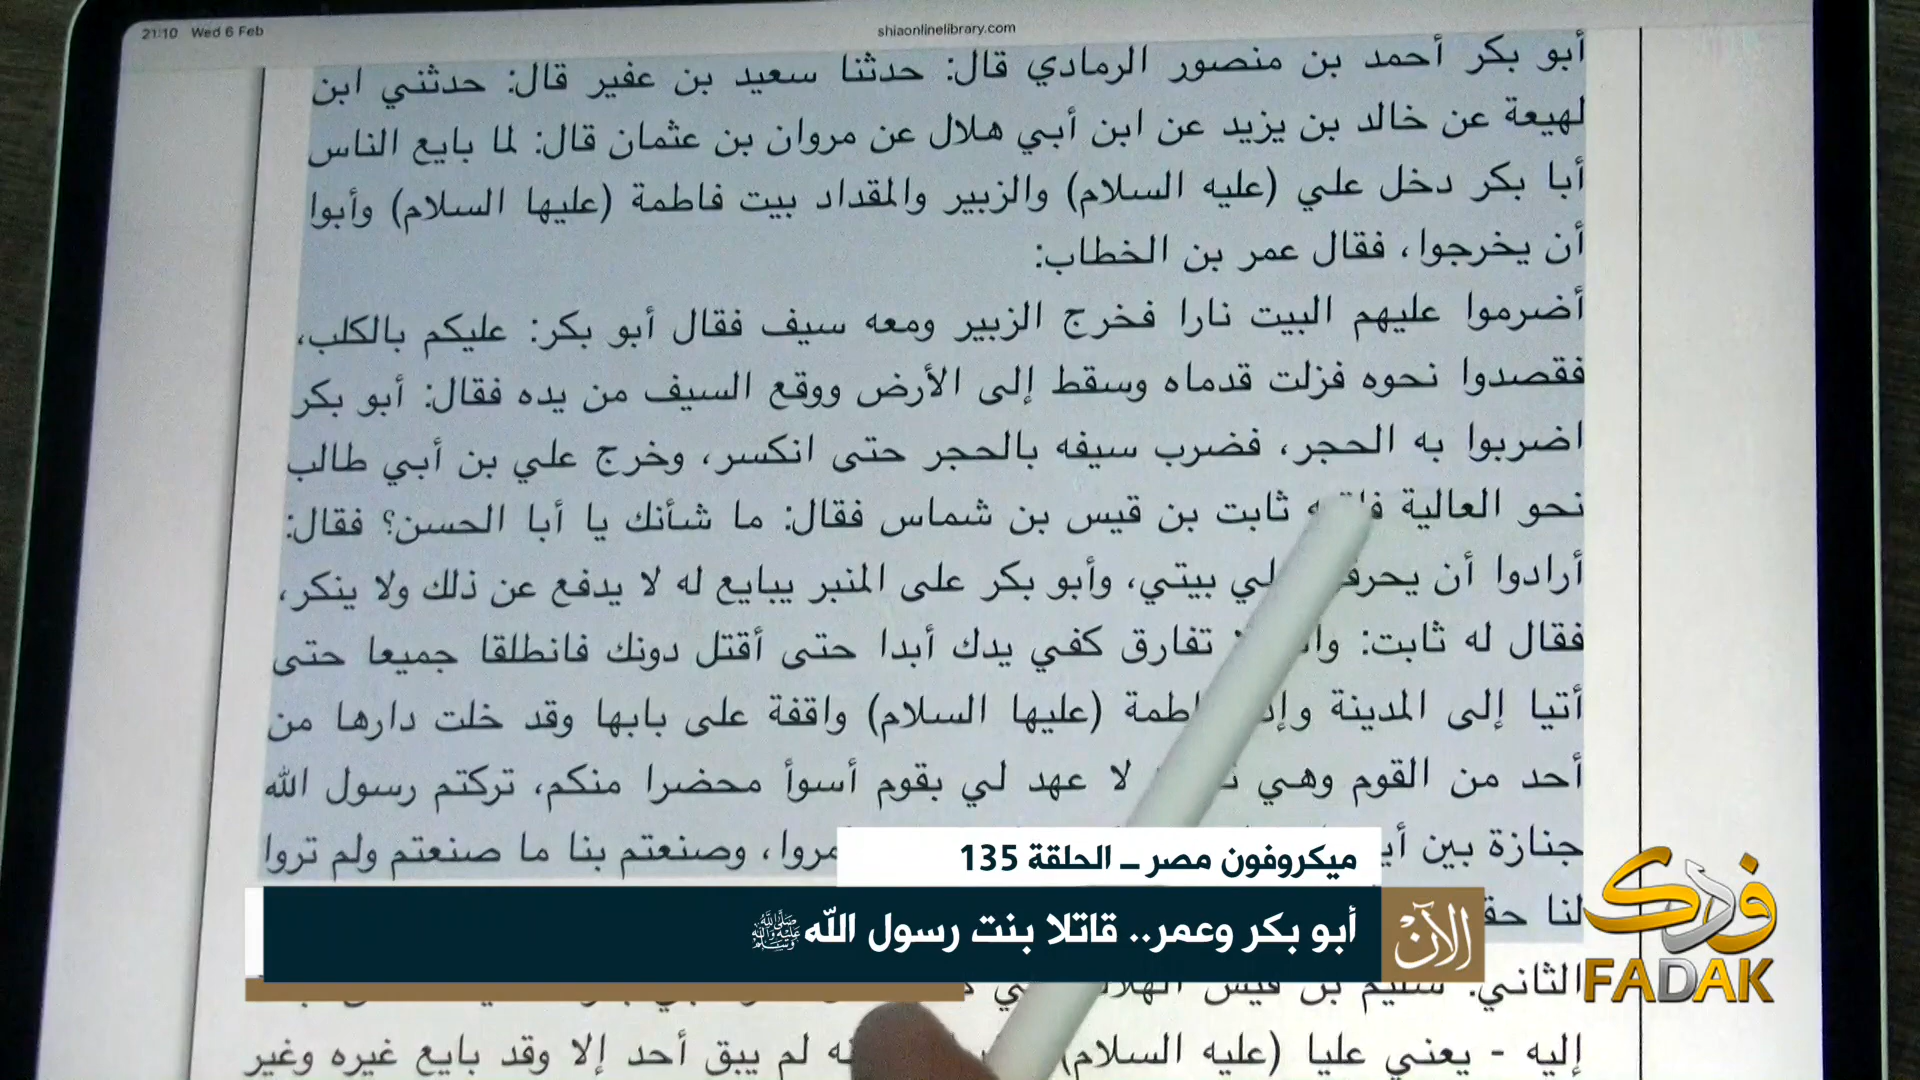 21:10 Wed 6 Feb
shiaonlinelibrary.com
أبو بكر أحمد بن منصور الرمادي قال: حدثنا سعيد بن عفير قال: حدثني ابن
لهيعة عن خالد بن يزيد عن ابن أبي هلال عن مروان بن عثمان قال: لما بايع الناس
أبا بكر دخل علي (عليه السلام) والزبير والمقداد بيت فاطمة (عليها السلام) وأبوا
أن يخرجوا، فقال عمر بن الخطاب:
أضرموا عليهم البيت نارا فخرج الزبير ومعه سيف فقال أبو بكر: عليكم بالكلب،
فقصدوا نحوه فزلت قدماه وسقط إلى الأرض ووقع السيف من يده فقال: أبو بكر
اضربوا به الحجر، فضرب سيفه بالحجر حتى انكسر، وخرج علي بن أبي طالب
نحو العالية ثابت بن قيس بن شماس فقال: ما شأنك يا أبا الحسن؟ فقال:
أرادوا أن بيتي، وأبو بكر على المنبر يبايع له لا يدفع عن ذلك ولا ينكر،
فقال له ثابت: تفارق كفي يدك أبدا حتى أقتل دونك فانطلقا جميعا حتى
أتيا إلى المدينة (عليها السلام) واقفة على بابها وقد خلت دارها من
أحد من القوم وهي لا عهد لي بقوم أسوأ محضرا منكم، تركتم رسول الله
جنازة بين وصنعتم بنا ما صنعتم ولم تروا
لنا
ميكروفون مصر – الحلقة 135
الآن
أبو بكر وعمر.. قاتلا بنت رسول الله ﷺ
فدك
FADAK
الثاني: سليم بن قيس
إليه - يعني عليا (عليه السلام) لم يبق أحد إلا وقد بايع غيره وغير